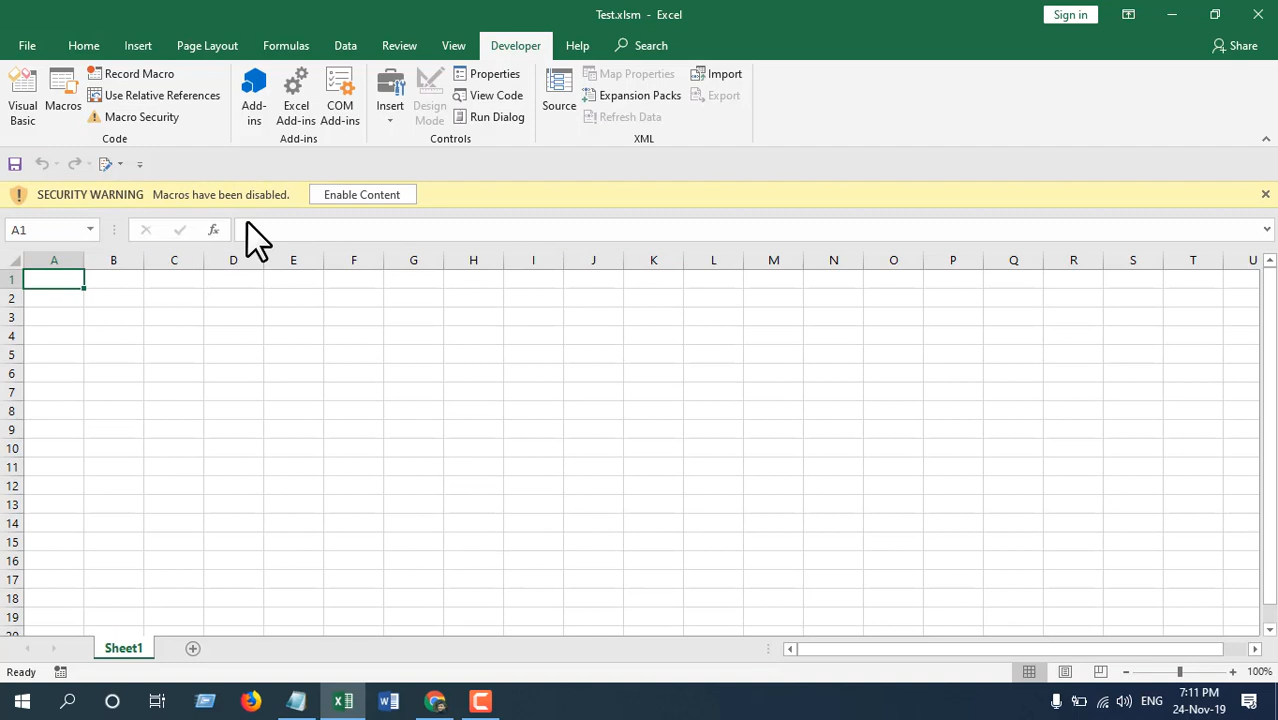 Test.xlsm - Excel
Sign in
File Home Insert Page Layout Formulas Data Review View Developer Help Search Share
Visual Basic
Macros
Record Macro
Use Relative References
Macro Security
Code
Add-ins
Excel Add-ins
COM Add-ins
Add-ins
Insert
Design Mode
Properties
View Code
Run Dialog
Controls
Source
Map Properties
Expansion Packs
Refresh Data
Import
Export
XML
SECURITY WARNING Macros have been disabled. Enable Content
A1 fx
A B C D E F G H I J K L M N O P Q R S T U
1
2
3
4
5
6
7
8
9
10
11
12
13
14
15
16
17
18
19
Sheet1
Ready 100%
ENG
7:11 PM
24-Nov-19